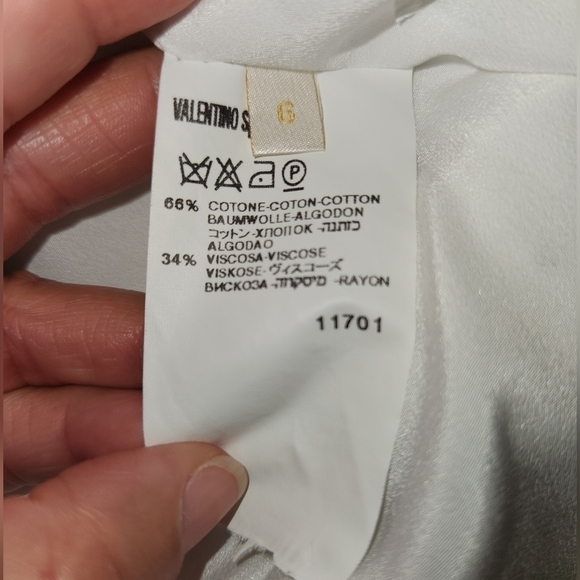 VALENTINO S
6
P
66% COTONE-COTON-COTTON
BAUMWOLLE-ALGODON
コットン-ХЛОПОК -כותנה
ALGODAO
34% VISCOSA-VISCOSE
VISKOSE-ヴィスコーズ
ВИСКОЗА -מיסקוזה -RAYON
11701